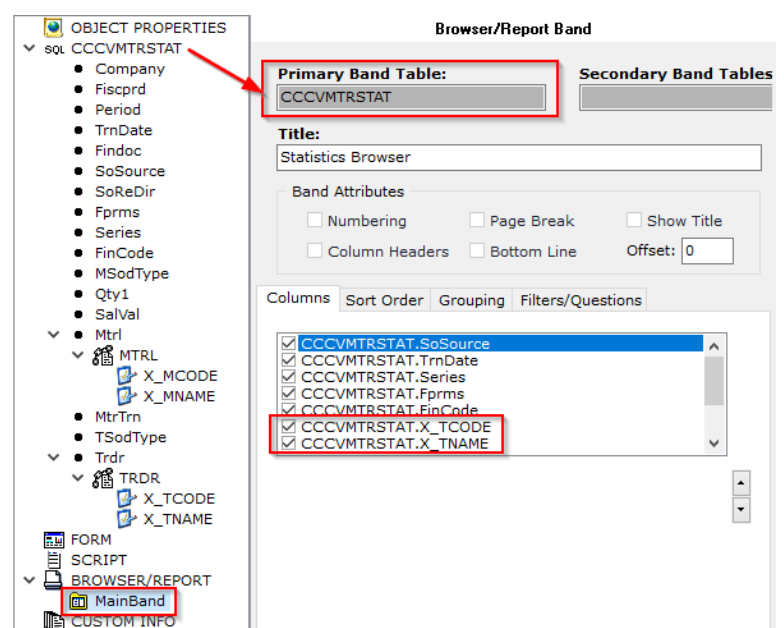 OBJECT PROPERTIES
SQL CCCVMTRSTAT
Company
Fiscprd
Period
TrnDate
Findoc
SoSource
SoReDir
Fprms
Series
FinCode
MSodType
Qty1
SalVal
Mtrl
MTRL
X_MCODE
X_MNAME
MtrTrn
TSodType
Trdr
TRDR
X_TCODE
X_TNAME
FORM
SCRIPT
BROWSER/REPORT
MainBand
CUSTOM INFO
Browser/Report Band
Primary Band Table: Secondary Band Tables
CCCVMTRSTAT
Title:
Statistics Browser
Band Attributes
Numbering Page Break Show Title
Column Headers Bottom Line Offset: 0
Columns Sort Order Grouping Filters/Questions
CCCVMTRSTAT.SoSource
CCCVMTRSTAT.TrnDate
CCCVMTRSTAT.Series
CCCVMTRSTAT.Fprms
CCCVMTRSTAT.FinCode
CCCVMTRSTAT.X_TCODE
CCCVMTRSTAT.X_TNAME